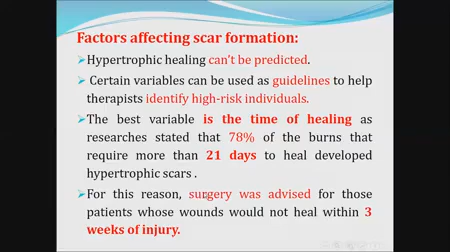 Factors affecting scar formation:
Hypertrophic healing can't be predicted.
Certain variables can be used as guidelines to help
therapists identify high-risk individuals.
The best variable is the time of healing as
researches stated that 78% of the burns that
require more than 21 days to heal developed
hypertrophic scars .
For this reason, surgery was advised for those
patients whose wounds would not heal within 3
weeks of injury.